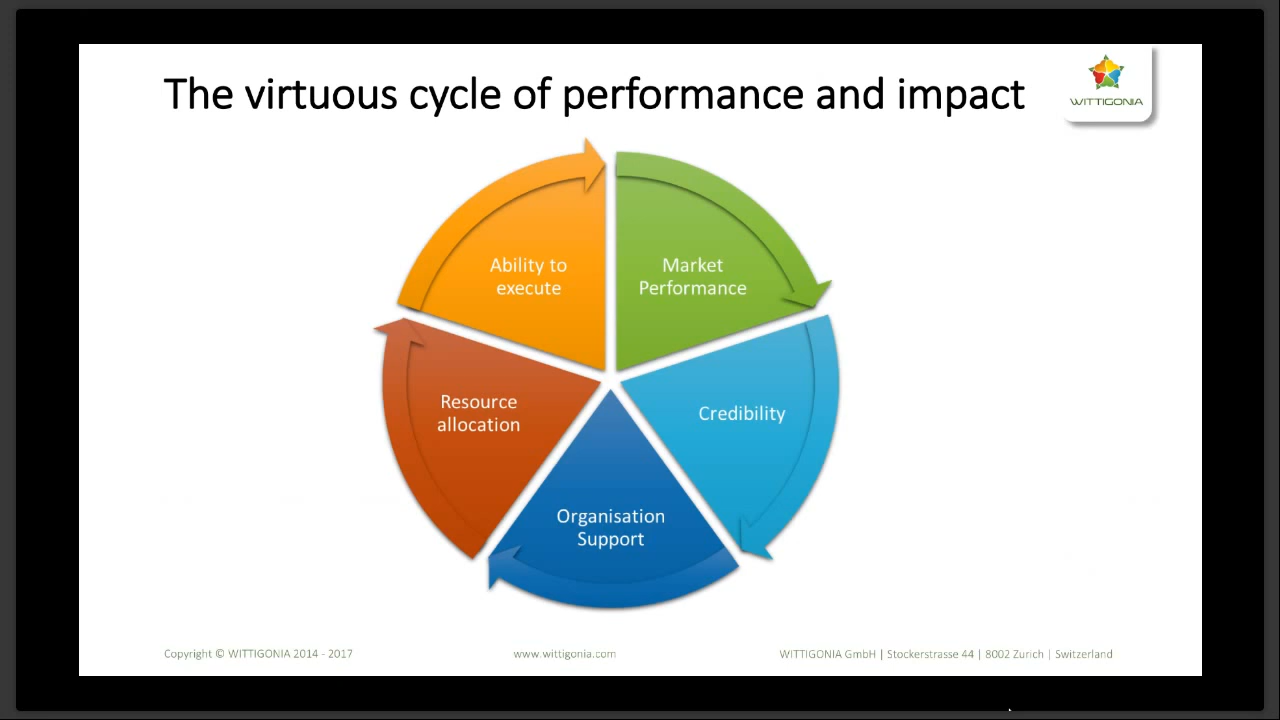 The virtuous cycle of performance and impact
WITTIGONIA
Ability to
execute
Market
Performance
Resource
allocation
Credibility
Organisation
Support
Copyright © WITTIGONIA 2014 - 2017
www.wittigonia.com
WITTIGONIA GmbH | Stockerstrasse 44 | 8002 Zurich | Switzerland